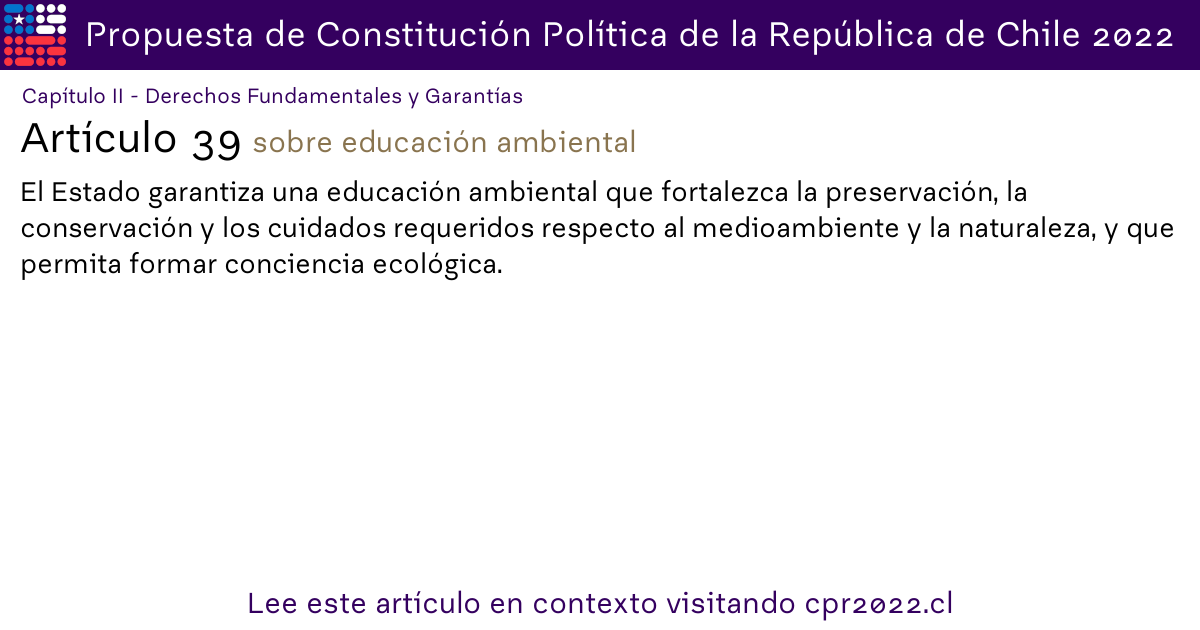 Propuesta de Constitución Política de la República de Chile 2022
Capítulo II - Derechos Fundamentales y Garantías
Artículo 39 sobre educación ambiental
El Estado garantiza una educación ambiental que fortalezca la preservación, la
conservación y los cuidados requeridos respecto al medioambiente y la naturaleza, y que
permita formar conciencia ecológica.
Lee este artículo en contexto visitando cpr2022.cl